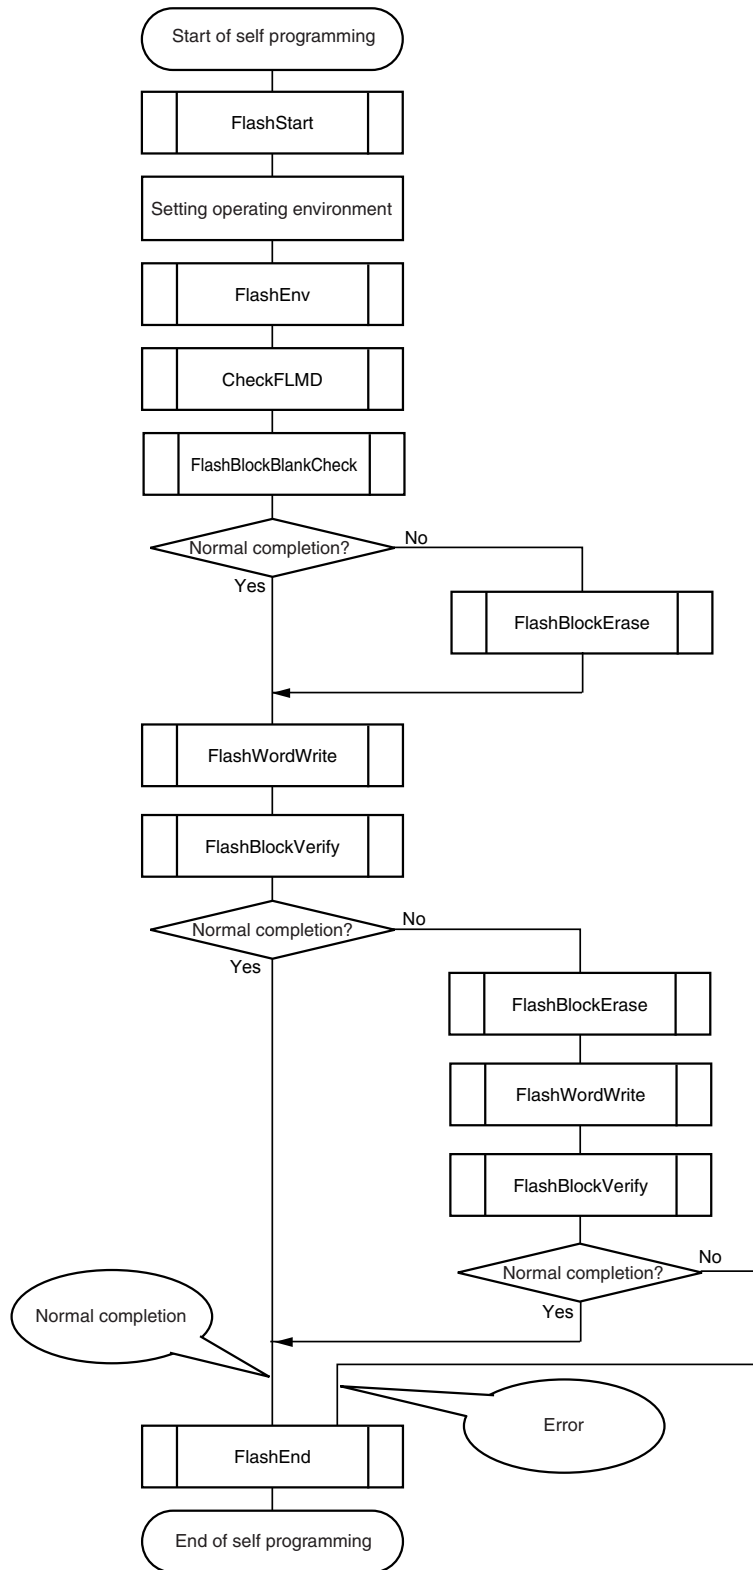 Start of self programming
FlashStart
Setting operating environment
FlashEnv
CheckFLMD
FlashBlockBlankCheck
Normal completion?
No
Yes
FlashBlockErase
FlashWordWrite
FlashBlockVerify
Normal completion?
No
Yes
FlashBlockErase
FlashWordWrite
FlashBlockVerify
Normal completion?
No
Yes
Normal completion
Error
FlashEnd
End of self programming